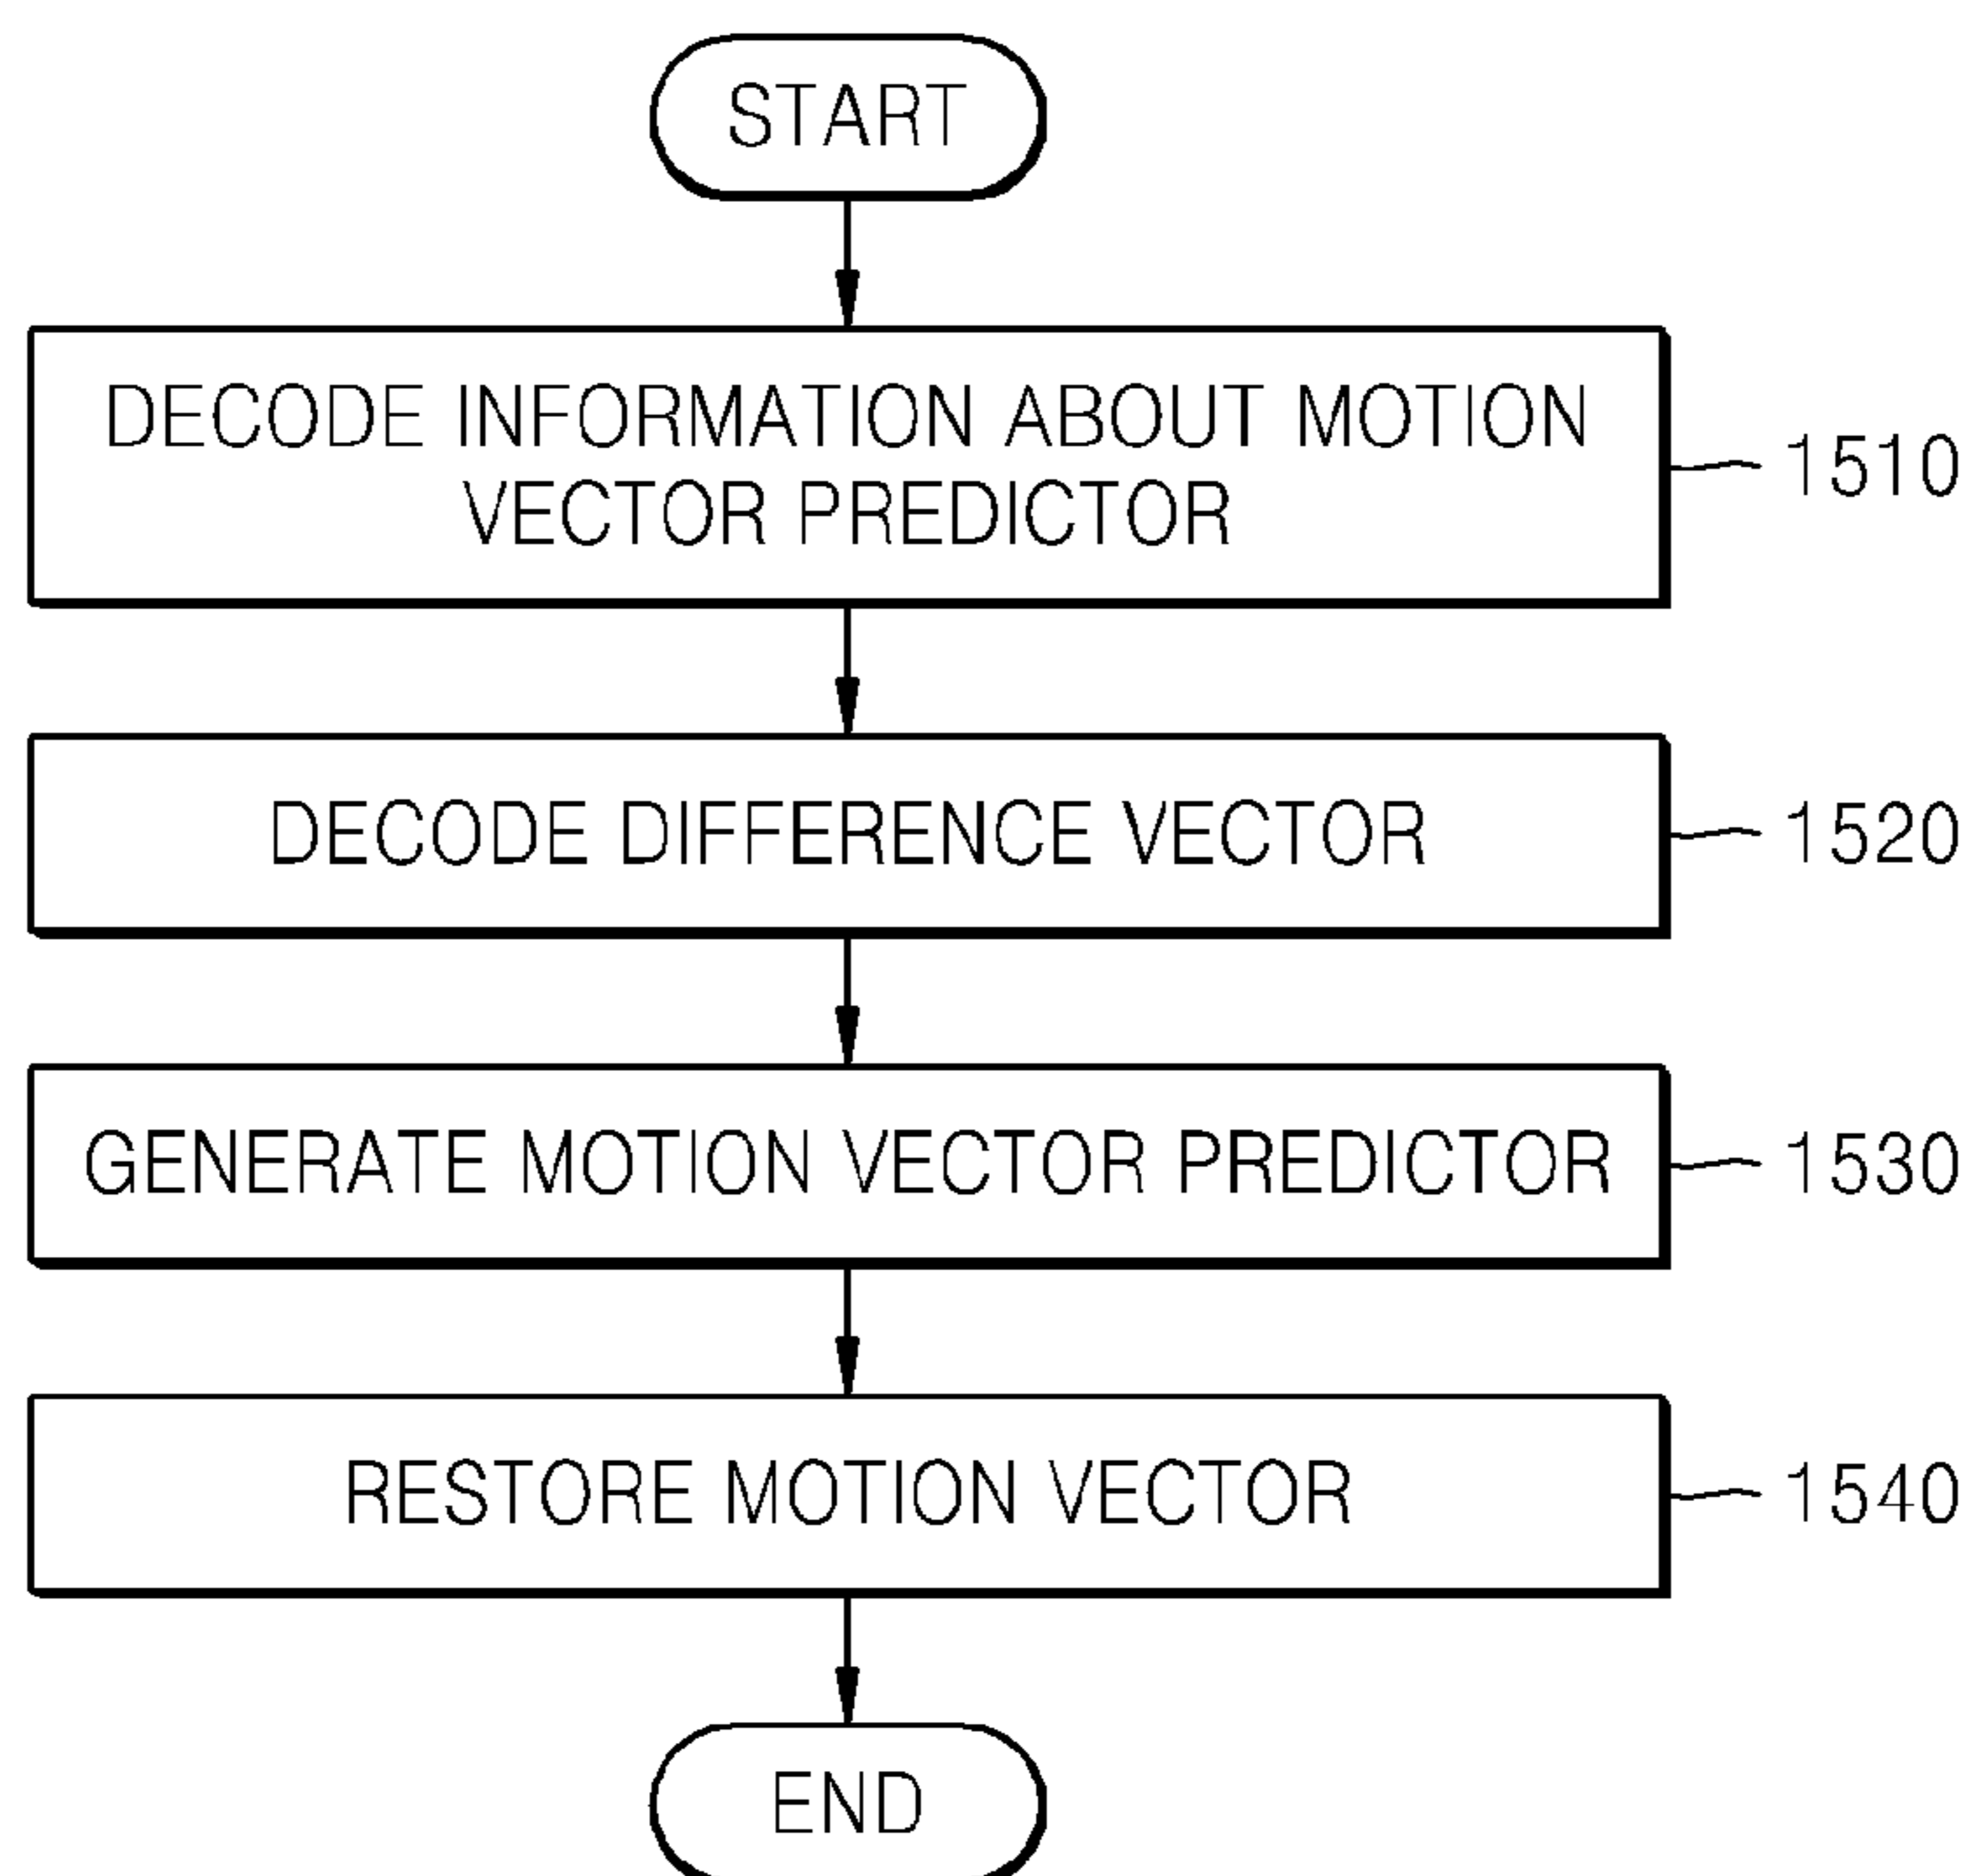 START
DECODE INFORMATION ABOUT MOTION
VECTOR PREDICTOR
1510
DECODE DIFFERENCE VECTOR
1520
GENERATE MOTION VECTOR PREDICTOR
1530
RESTORE MOTION VECTOR
1540
END